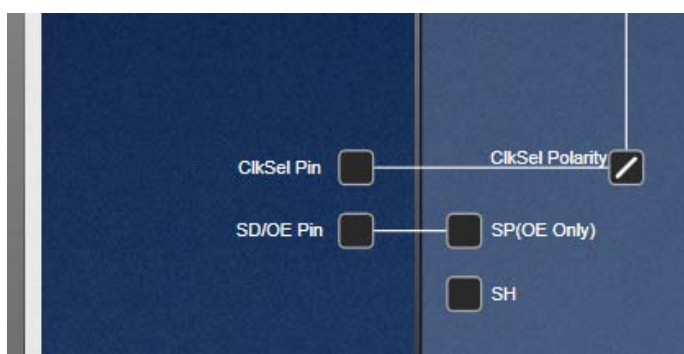 ClkSel Pin
ClkSel Polarity
SD/OE Pin
SP(OE Only)
SH